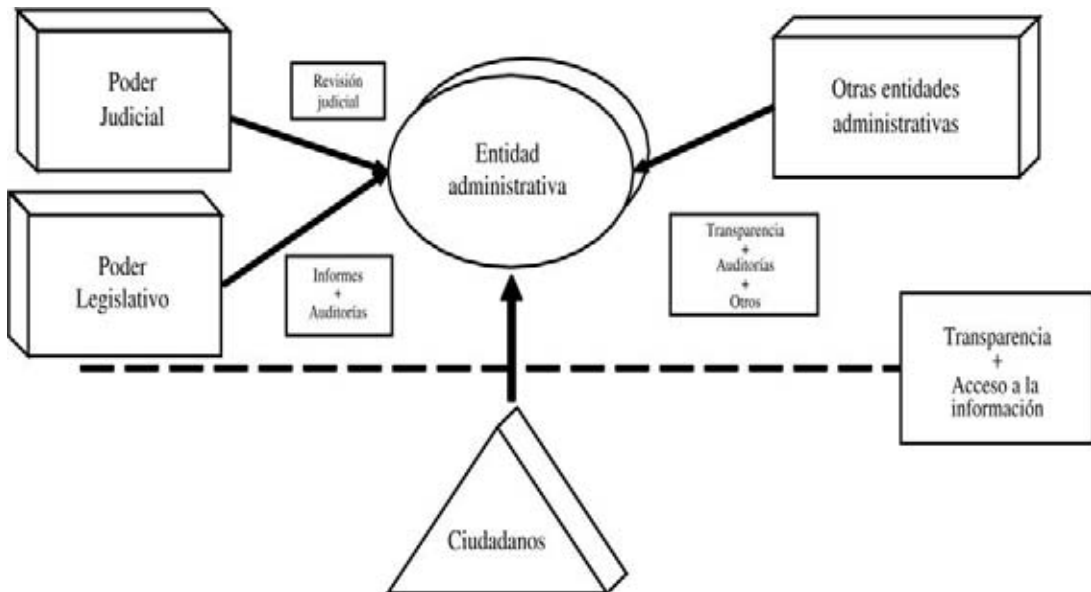 Poder
Judicial
Revisión
judicial
Entidad
administrativa
Otras entidades
administrativas
Poder
Legislativo
Informes
+
Auditorías
Transparencia
+
Auditorías
+
Otros
Transparencia
+
Acceso a la
información
Ciudadanos